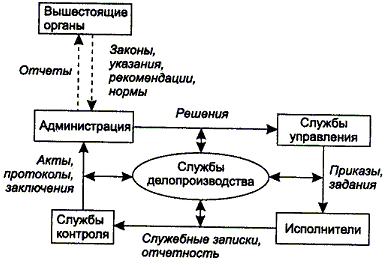 Вышестоящие
органы
Отчеты
Законы,
указания,
рекомендации,
нормы
Администрация
Решения
Службы
управления
Акты,
протоколы,
заключения
Службы
делопроизводства
Приказы,
задания
Службы
контроля
Служебные записки,
отчетность
Исполнители